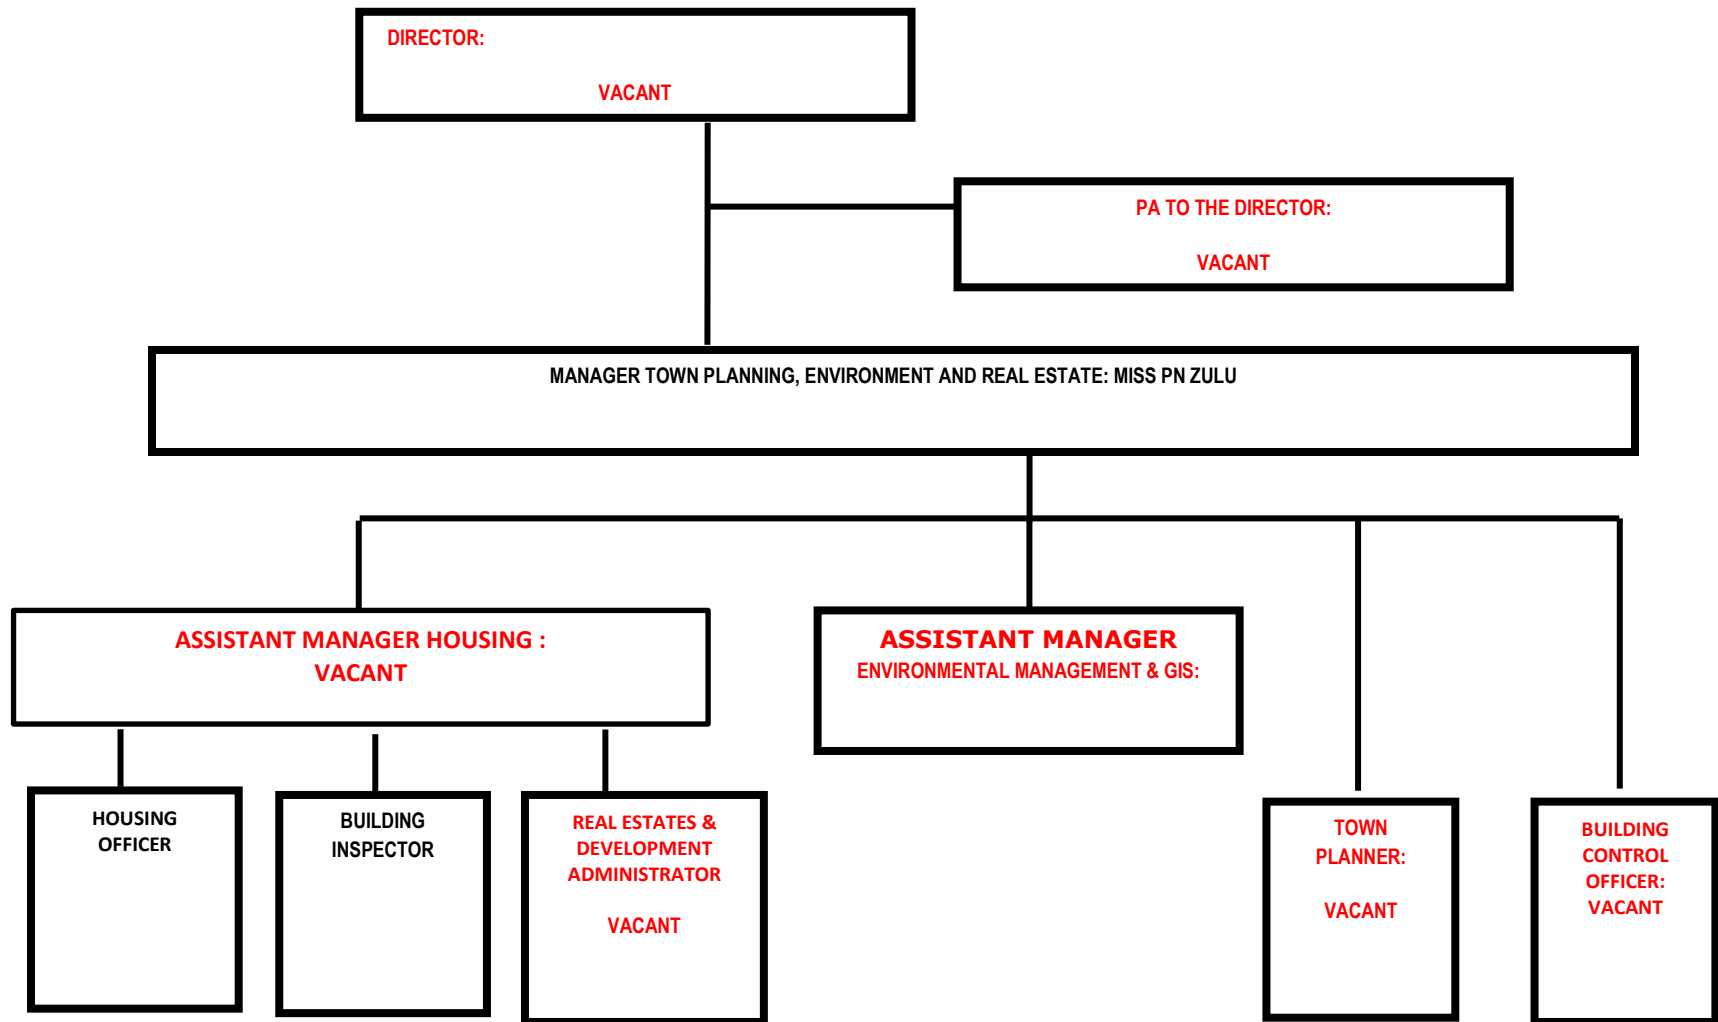 DIRECTOR:
VACANT
PA TO THE DIRECTOR:
VACANT
MANAGER TOWN PLANNING, ENVIRONMENT AND REAL ESTATE: MISS PN ZULU
ASSISTANT MANAGER HOUSING :
VACANT
ASSISTANT MANAGER
ENVIRONMENTAL MANAGEMENT & GIS:
HOUSING
OFFICER
BUILDING
INSPECTOR
REAL ESTATES &
DEVELOPMENT
ADMINISTRATOR
VACANT
TOWN
PLANNER:
VACANT
BUILDING
CONTROL
OFFICER:
VACANT